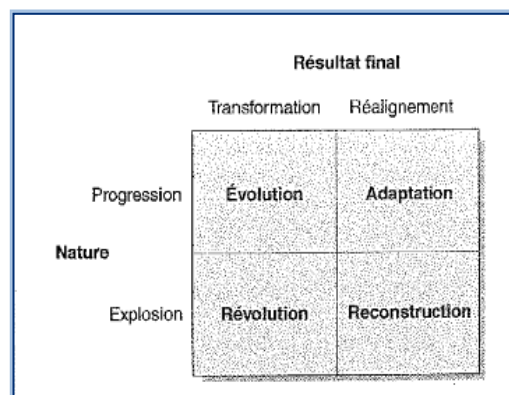 Résultat final
Transformation Réalignement
Progression Évolution Adaptation
Nature
Explosion Révolution Reconstruction